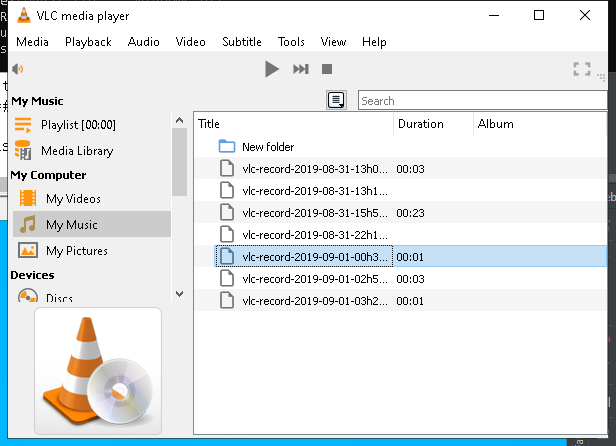 VLC media player
Media Playback Audio Video Subtitle Tools View Help
Search
My Music
Playlist [00:00]
Media Library
My Computer
My Videos
My Music
My Pictures
Devices
Discs
Title Duration Album
New folder
vlc-record-2019-08-31-13h0... 00:03
vlc-record-2019-08-31-13h1...
vlc-record-2019-08-31-15h5... 00:23
vlc-record-2019-08-31-22h1...
vlc-record-2019-09-01-00h3... 00:01
vlc-record-2019-09-01-02h5... 00:03
vlc-record-2019-09-01-03h2... 00:01